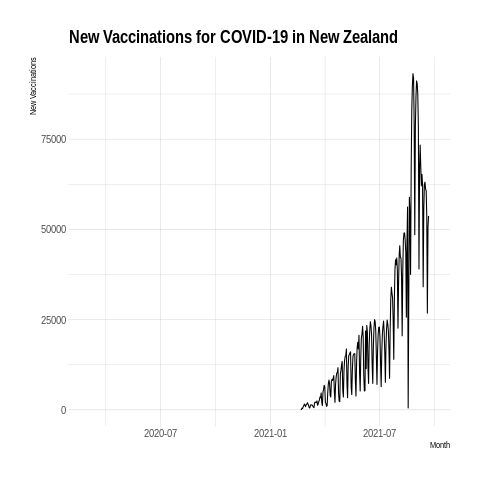 New Vaccinations for COVID-19 in New Zealand
New Vaccinations
75000
50000
25000
0
2020-07
2021-01
2021-07
Month